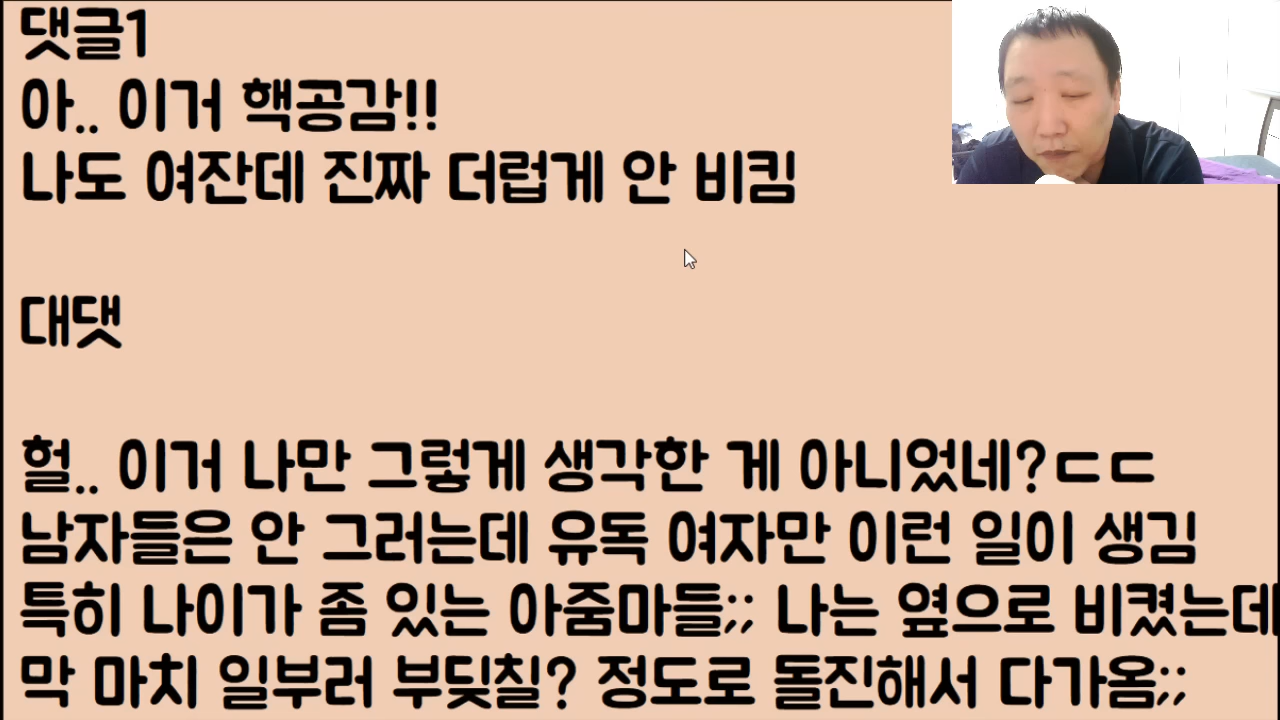 댓글1
아.. 이거 핵공감!!
나도 여잔데 진짜 더럽게 안 비킴
대댓
헐.. 이거 나만 그렇게 생각한 게 아니었네?ㄷㄷ
남자들은 안 그러는데 유독 여자만 이런 일이 생김
특히 나이가 좀 있는 아줌마들;; 나는 옆으로 비켰는데
막 마치 일부러 부딪칠? 정도로 돌진해서 다가옴;;